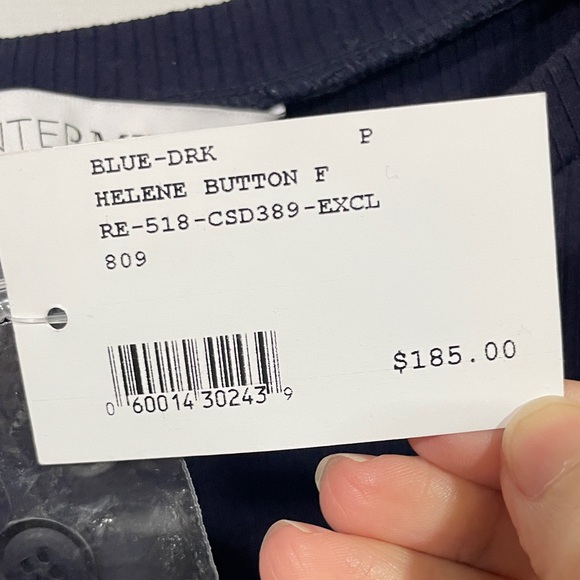 BLUE-DRK P
HELENE BUTTON F
RE-518-CSD389-EXCL
809
$185.00
0 60014 30243 9